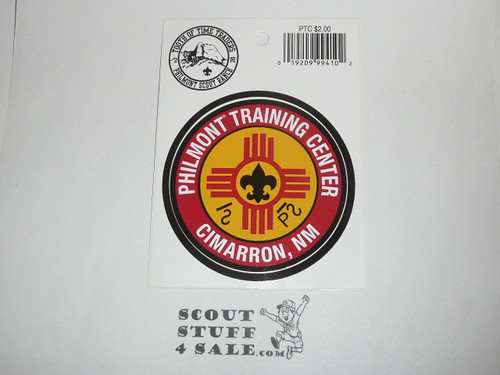 TOOTH OF TIME TRADERS
PHILMONT SCOUT RANCH
PTC $2.00
0 19209 99410 2
PHILMONT TRAINING CENTER
CIMARRON, NM
SCOUT
STUFF
4 SALE.COM